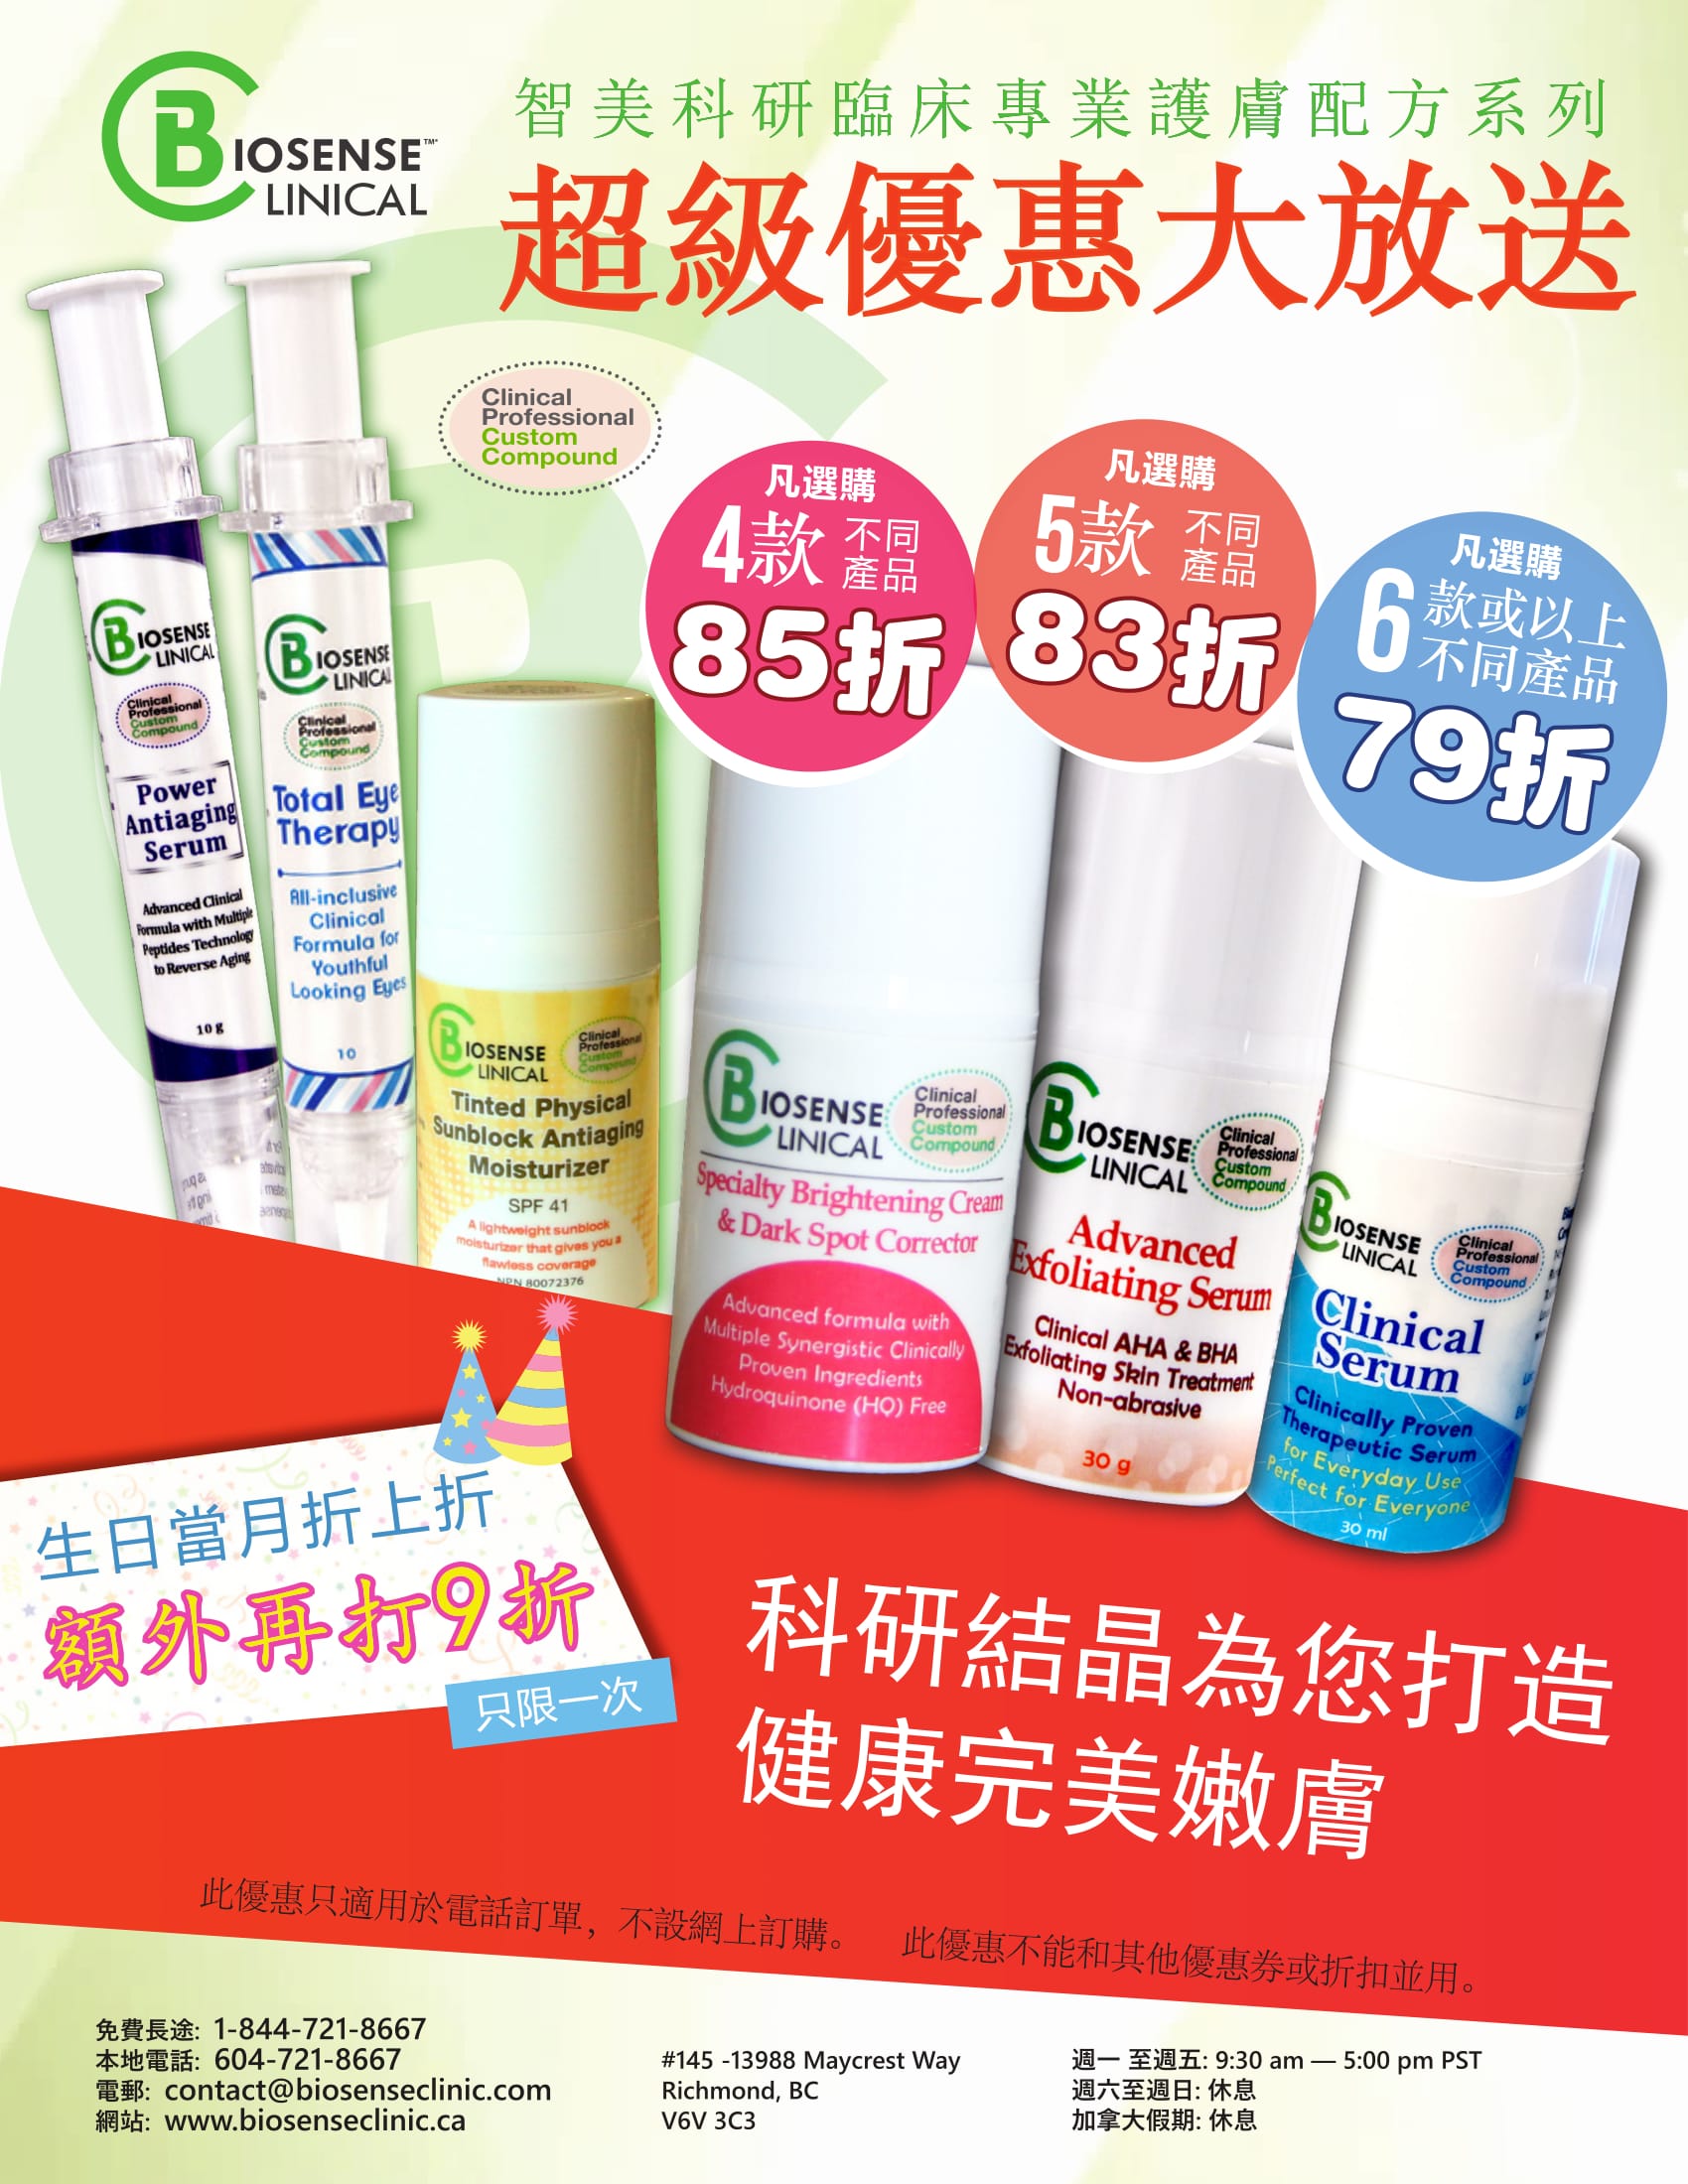 BIOSENSE™
CLINICAL
智美科研臨床專業護膚配方系列
超級優惠大放送
Clinical
Professional
Custom
Compound
凡選購
4款 不同
產品
85折
凡選購
5款 不同
產品
83折
凡選購
6 款或以上
不同產品
79折
BIOSENSE
CLINICAL
Clinical
Professional
Custom
Compound
Power
Antiaging
Serum
Advanced Clinical
Formula with Multiple
Peptides Technology
to Reverse Aging
10 g
BIOSENSE
CLINICAL
Clinical
Professional
Custom
Compound
Total Eye
Therapy
All-inclusive
Clinical
Formula for
Youthful
Looking Eyes
10
BIOSENSE
CLINICAL
Clinical
Professional
Custom
Compound
Tinted Physical
Sunblock Antiaging
Moisturizer
SPF 41
A lightweight sunblock
moisturizer that gives you a
flawless coverage
NPN 80072376
BIOSENSE
CLINICAL
Clinical
Professional
Custom
Compound
Specialty Brightening Cream
& Dark Spot Corrector
Advanced formula with
Multiple Synergistic Clinically
Proven Ingredients
Hydroquinone (HQ) Free
BIOSENSE
CLINICAL
Clinical
Professional
Custom
Compound
Advanced
Exfoliating Serum
Clinical AHA & BHA
Exfoliating Skin Treatment
Non-abrasive
30 g
BIOSENSE
CLINICAL
Clinical
Professional
Custom
Compound
Clinical
Serum
Clinically Proven
Therapeutic Serum
for Everyday Use
Perfect for Everyone
30 ml
生日當月折上折
額外再打9折
只限一次
科研結晶為您打造
健康完美嫩膚
此優惠只適用於電話訂單，不設網上訂購。 此優惠不能和其他優惠券或折扣並用。
免費長途: 1-844-721-8667
本地電話: 604-721-8667
電郵: contact@biosenseclinic.com
網站: www.biosenseclinic.ca
#145 -13988 Maycrest Way
Richmond, BC
V6V 3C3
週一 至週五: 9:30 am — 5:00 pm PST
週六至週日: 休息
加拿大假期: 休息